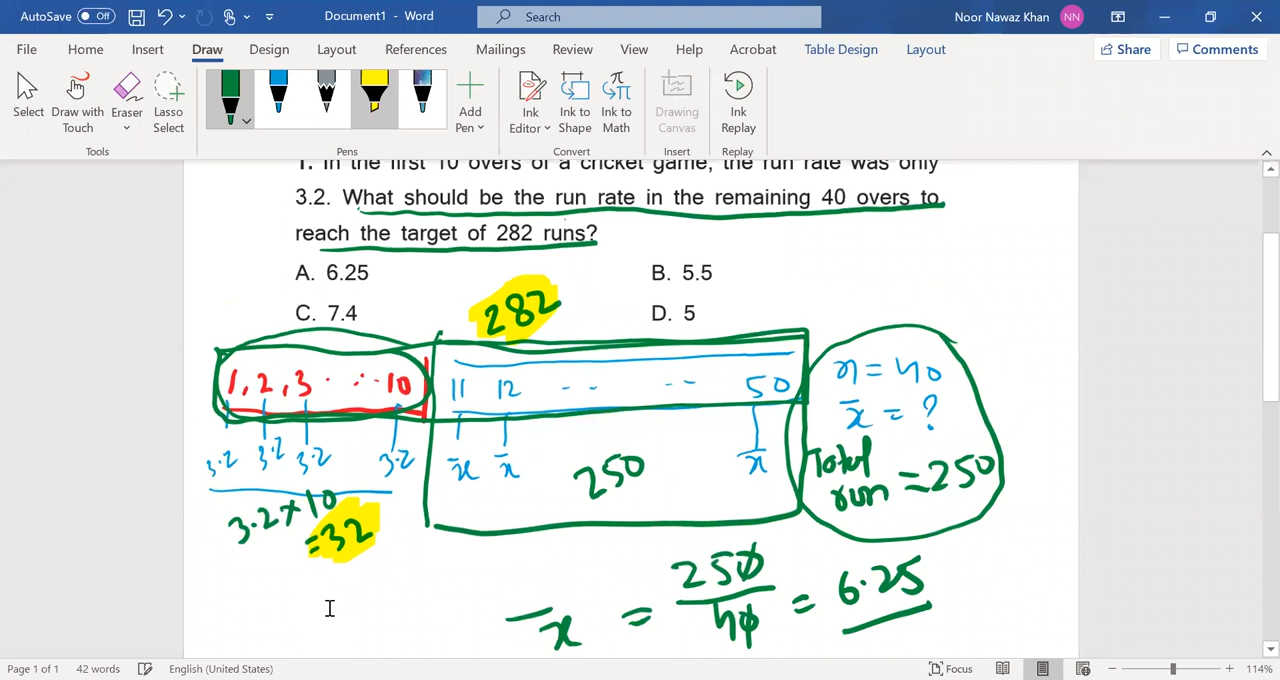 AutoSave Off Document1 - Word Search Noor Nawaz Khan NN
File Home Insert Draw Design Layout References Mailings Review View Help Acrobat Table Design Layout Share Comments
Select Draw with Touch Eraser Lasso Select Add Pen Ink Editor Ink to Shape Ink to Math Drawing Canvas Ink Replay
Tools Pens Convert Insert Replay
1. In the first 10 overs of a cricket game, the run rate was only
3.2. What should be the run rate in the remaining 40 overs to
reach the target of 282 runs?
A. 6.25 B. 5.5
C. 7.4 D. 5
282
1, 2, 3 . . . 10 11 12 -- -- 50 n = 40
x̄ = ?
3.2 3.2 3.2 3.2 x̄ x̄ x̄
250
Total run = 250
3.2 × 10
= 32
x̄ = 250/40 = 6.25
Page 1 of 1 42 words English (United States) Focus 114%